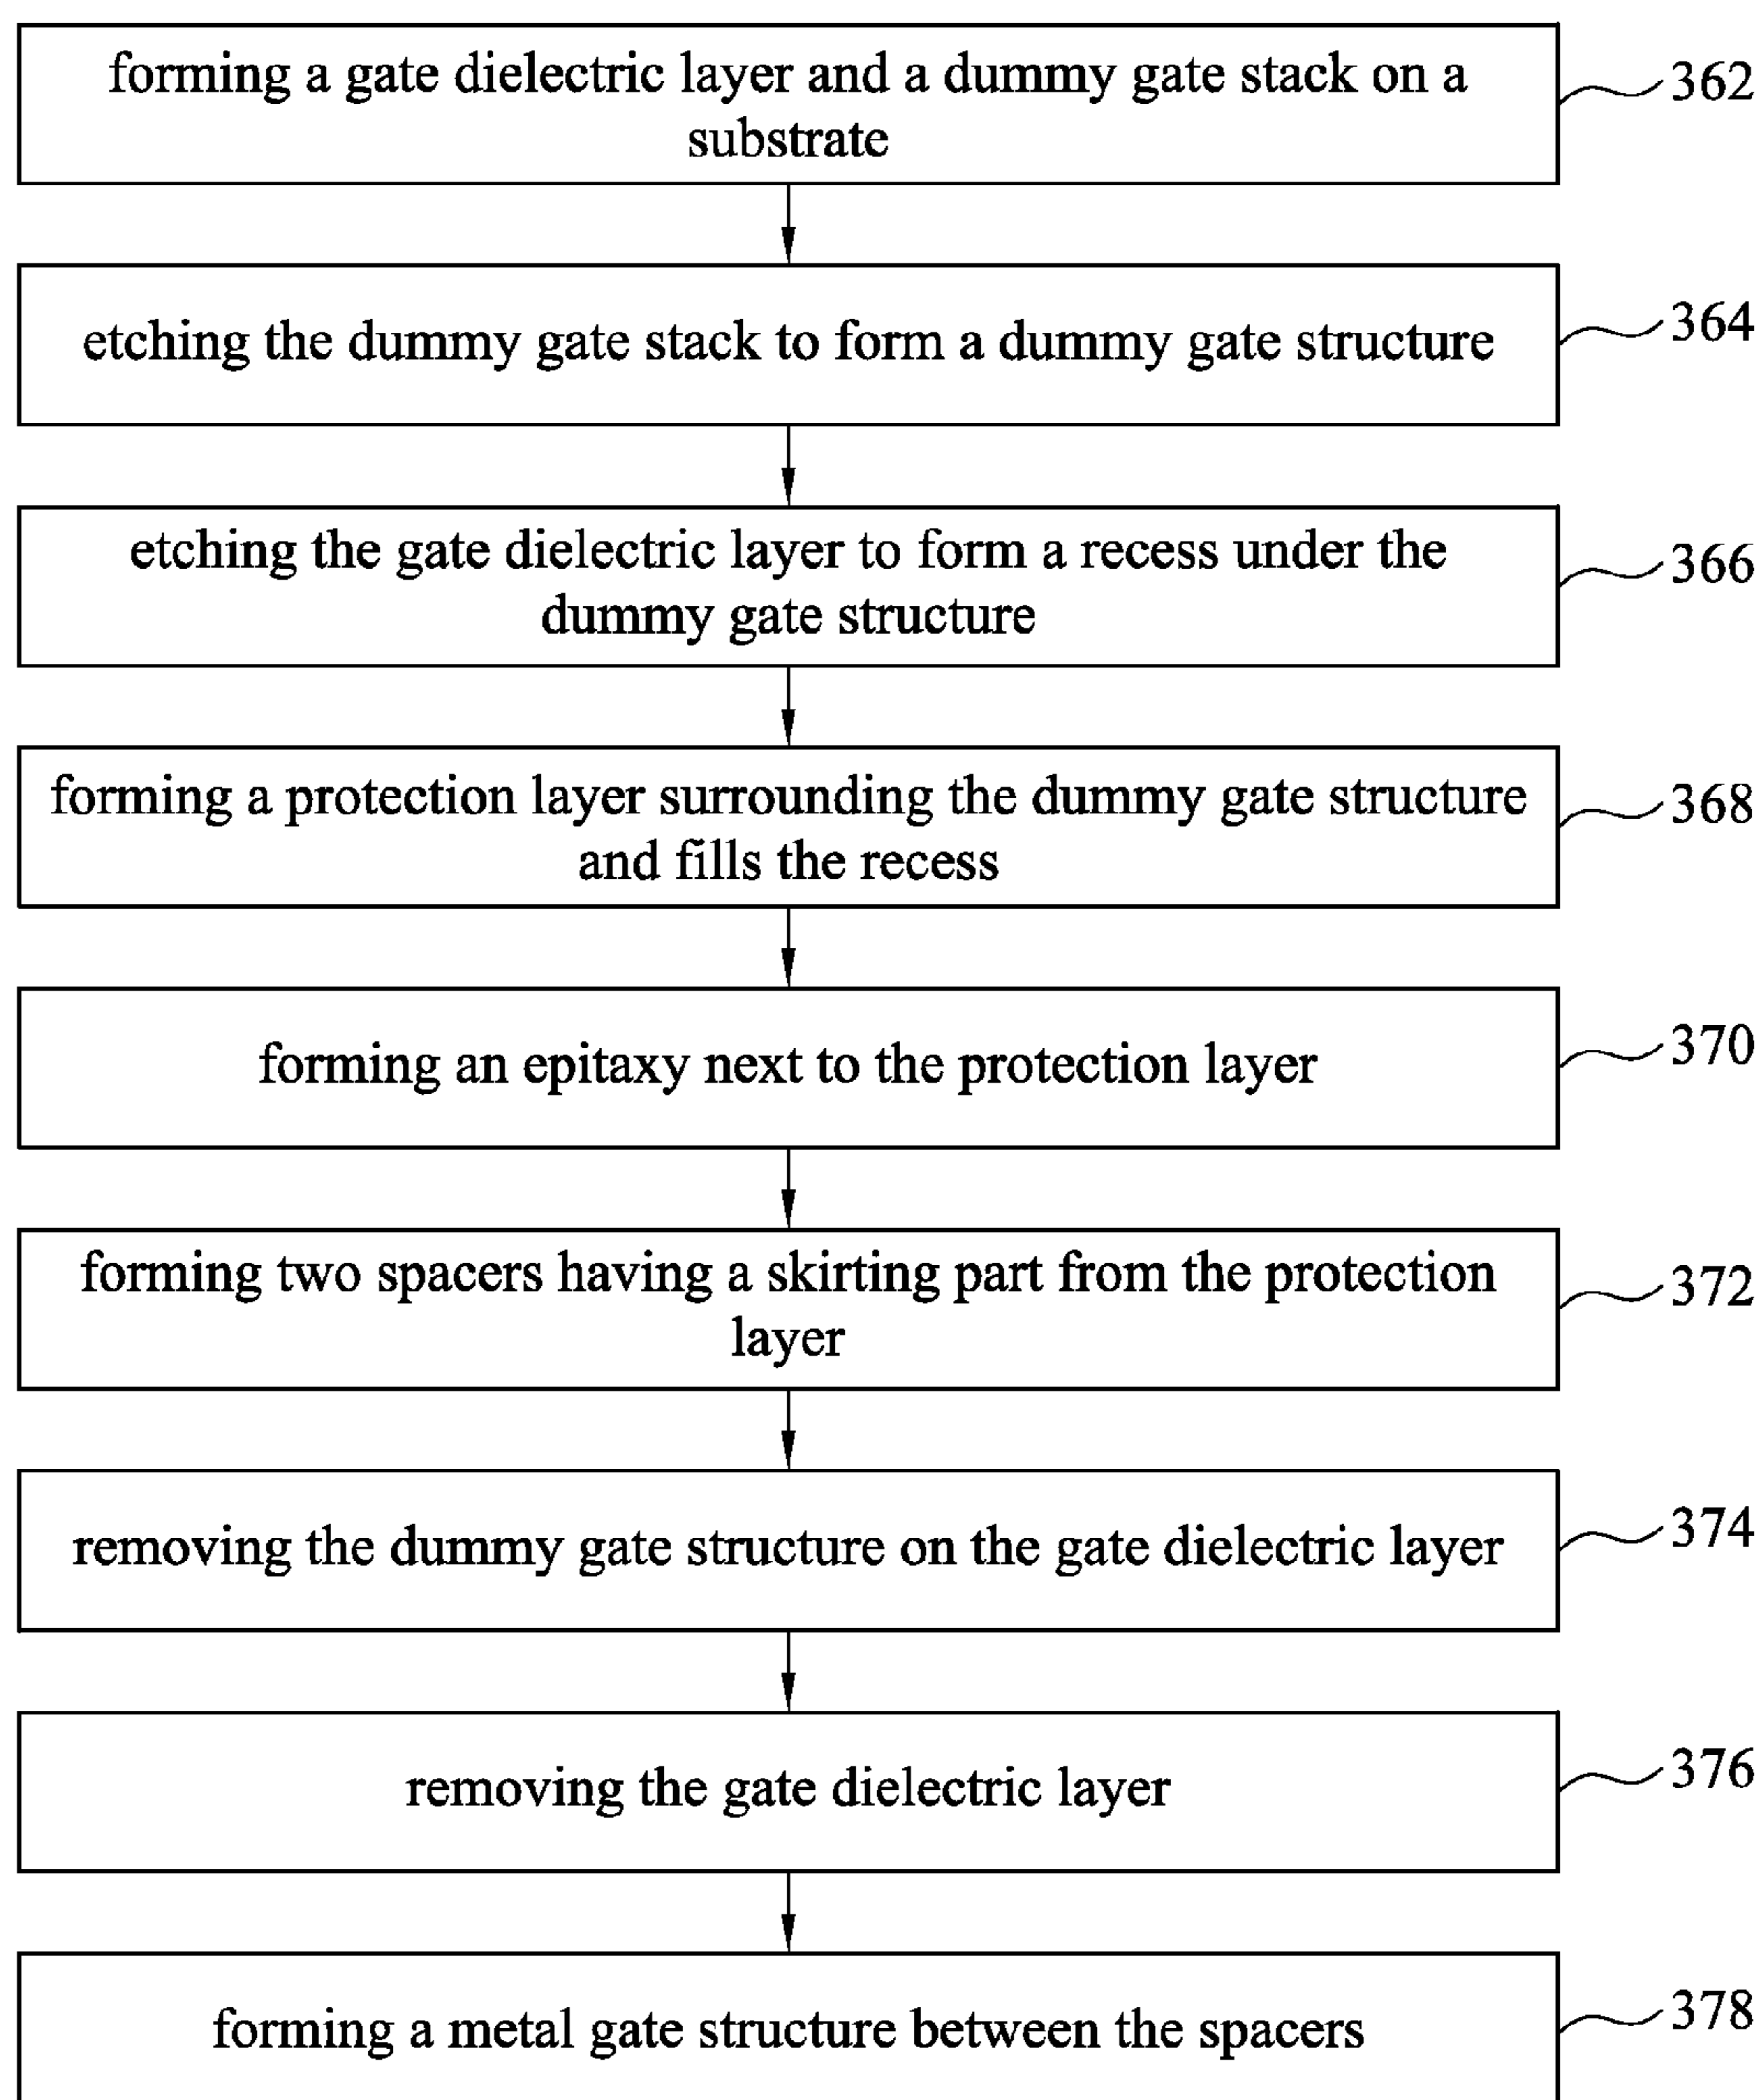 forming a gate dielectric layer and a dummy gate stack on a
substrate
362
etching the dummy gate stack to form a dummy gate structure
364
etching the gate dielectric layer to form a recess under the
dummy gate structure
366
forming a protection layer surrounding the dummy gate structure
and fills the recess
368
forming an epitaxy next to the protection layer
370
forming two spacers having a skirting part from the protection
layer
372
removing the dummy gate structure on the gate dielectric layer
374
removing the gate dielectric layer
376
forming a metal gate structure between the spacers
378